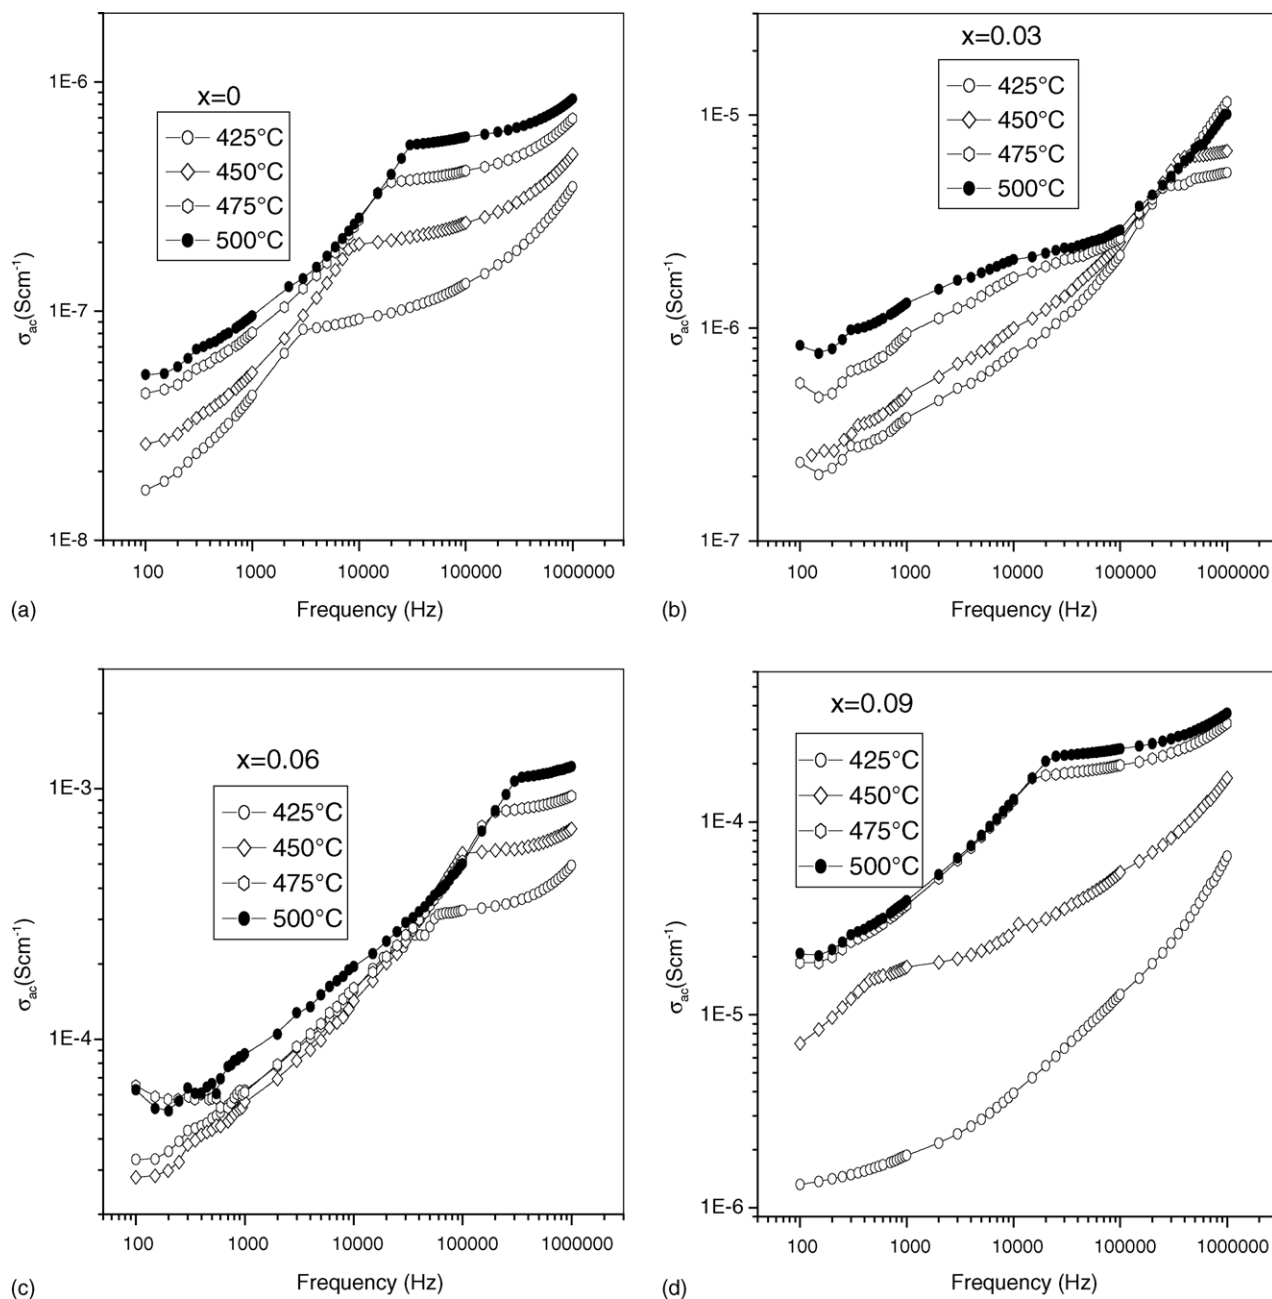 x=0
425°C
450°C
475°C
500°C
1E-6
1E-7
1E-8
σac(Scm-1)
100 1000 10000 100000 1000000
Frequency (Hz)
(a)
x=0.03
425°C
450°C
475°C
500°C
1E-5
1E-6
1E-7
σac(Scm-1)
100 1000 10000 100000 1000000
Frequency (Hz)
(b)
x=0.06
425°C
450°C
475°C
500°C
1E-3
1E-4
σac(Scm-1)
100 1000 10000 100000 1000000
Frequency (Hz)
(c)
x=0.09
425°C
450°C
475°C
500°C
1E-4
1E-5
1E-6
σac(Scm-1)
100 1000 10000 100000 1000000
Frequency (Hz)
(d)